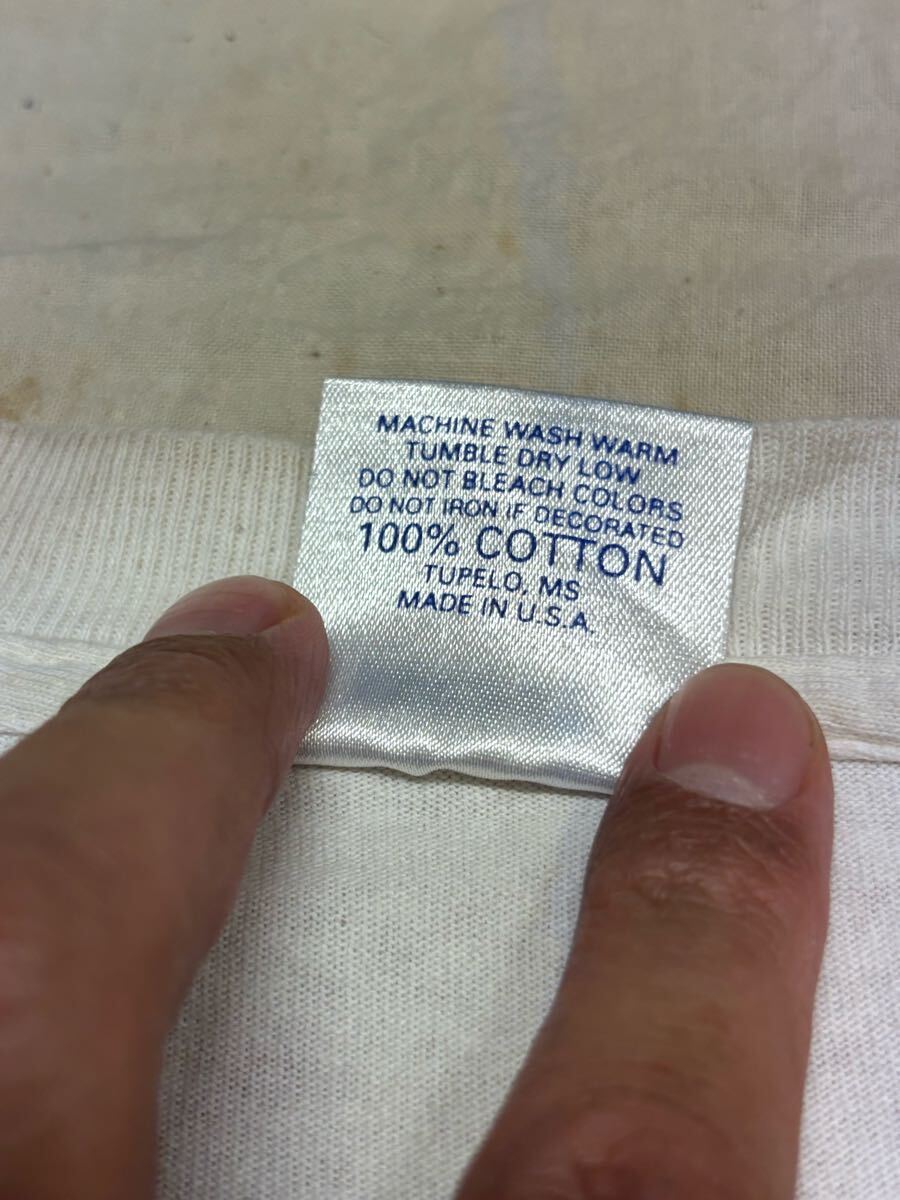 MACHINE WASH WARM
TUMBLE DRY LOW
DO NOT BLEACH COLORS
DO NOT IRON IF DECORATED
100% COTTON
TUPELO, MS
MADE IN U.S.A.